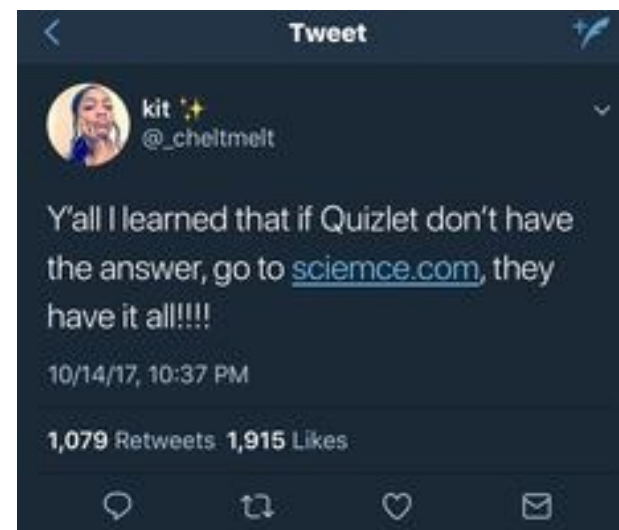 Tweet
kit ✨
@_cheltmelt
Y'all I learned that if Quizlet don't have
the answer, go to sciemce.com, they
have it all!!!!
10/14/17, 10:37 PM
1,079 Retweets 1,915 Likes